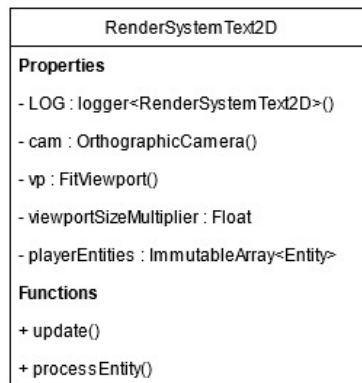 RenderSystemText2D
Properties
- LOG : logger<RenderSystemText2D>()
- cam : OrthographicCamera()
- vp : FitViewport()
- viewportSizeMultiplier : Float
- playerEntities : ImmutableArray<Entity>
Functions
+ update()
+ processEntity()